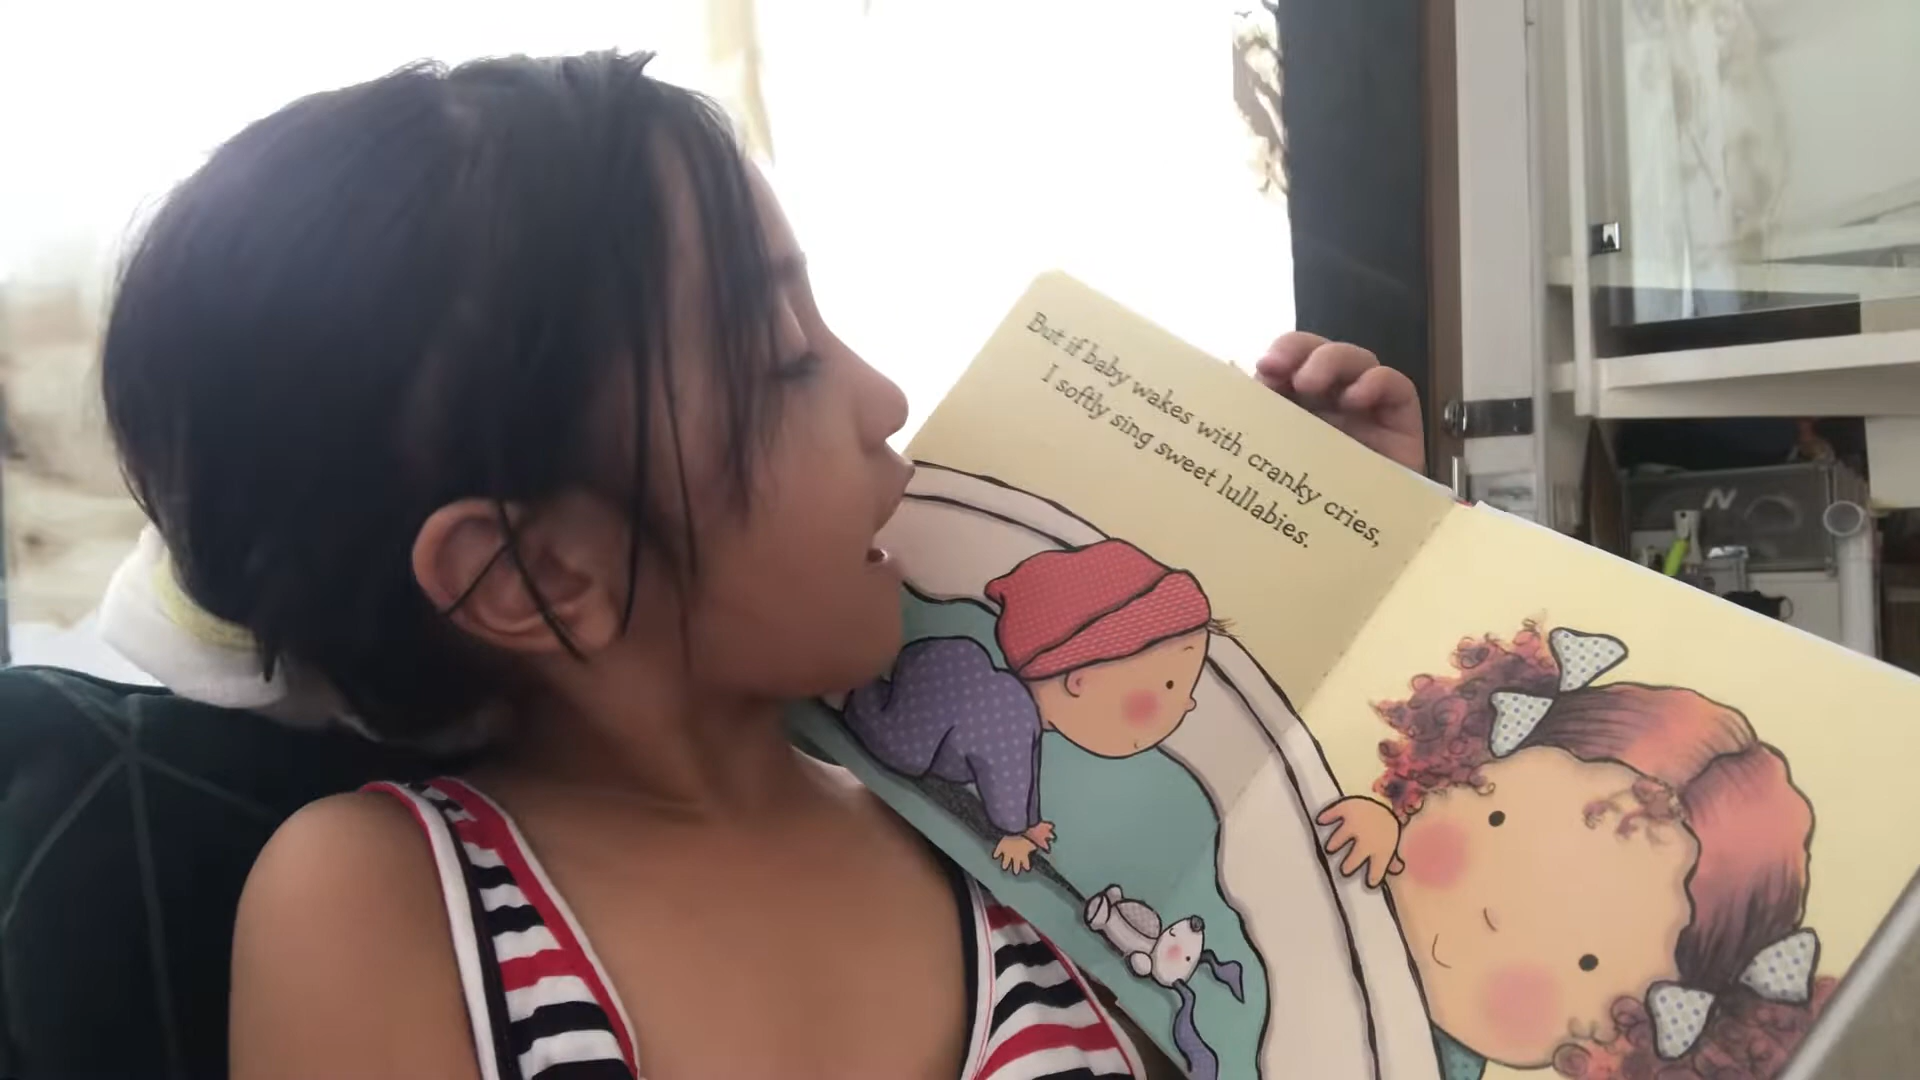 But if baby wakes with cranky cries,
I softly sing sweet lullabies.
N